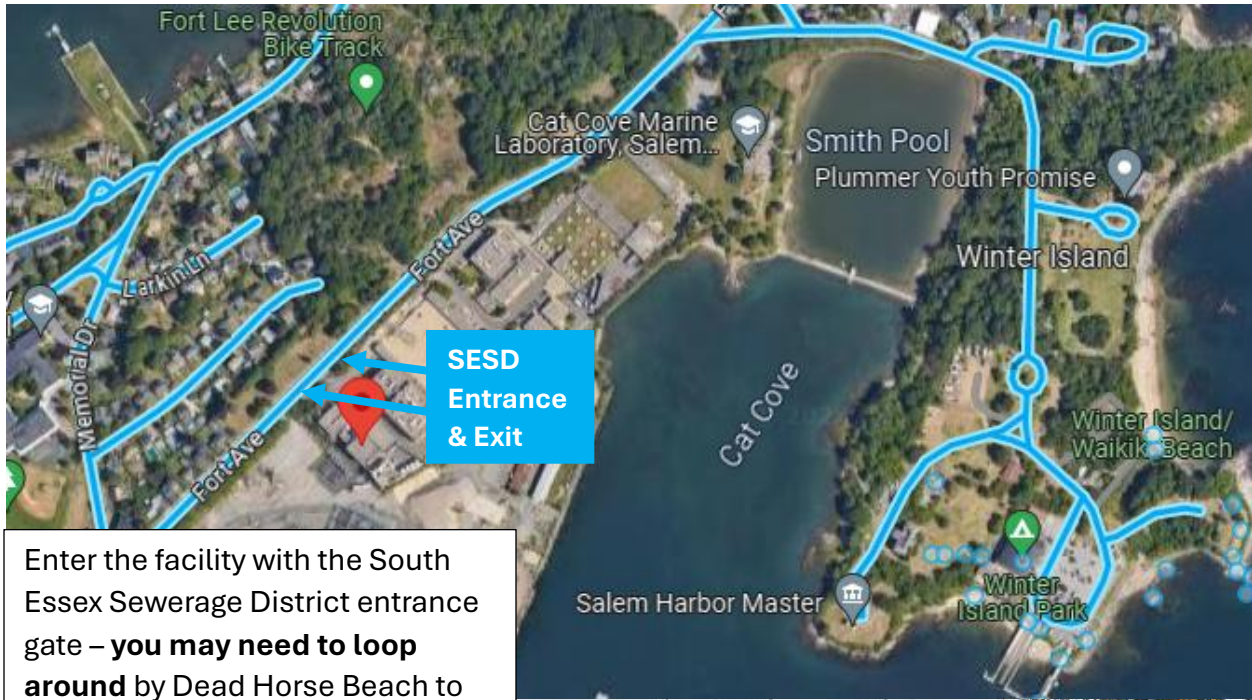 Fort Lee Revolution
Bike Track
Cat Cove Marine
Laboratory, Salem...
Smith Pool
Plummer Youth Promise
Winter Island
Fort Ave
Larkin Ln
Memorial Dr
SESD
Entrance
& Exit
Cat Cove
Winter Island/
Waikiki Beach
Fort Ave
Salem Harbor Master
Winter
Island Park
Enter the facility with the South
Essex Sewerage District entrance
gate – you may need to loop
around by Dead Horse Beach to